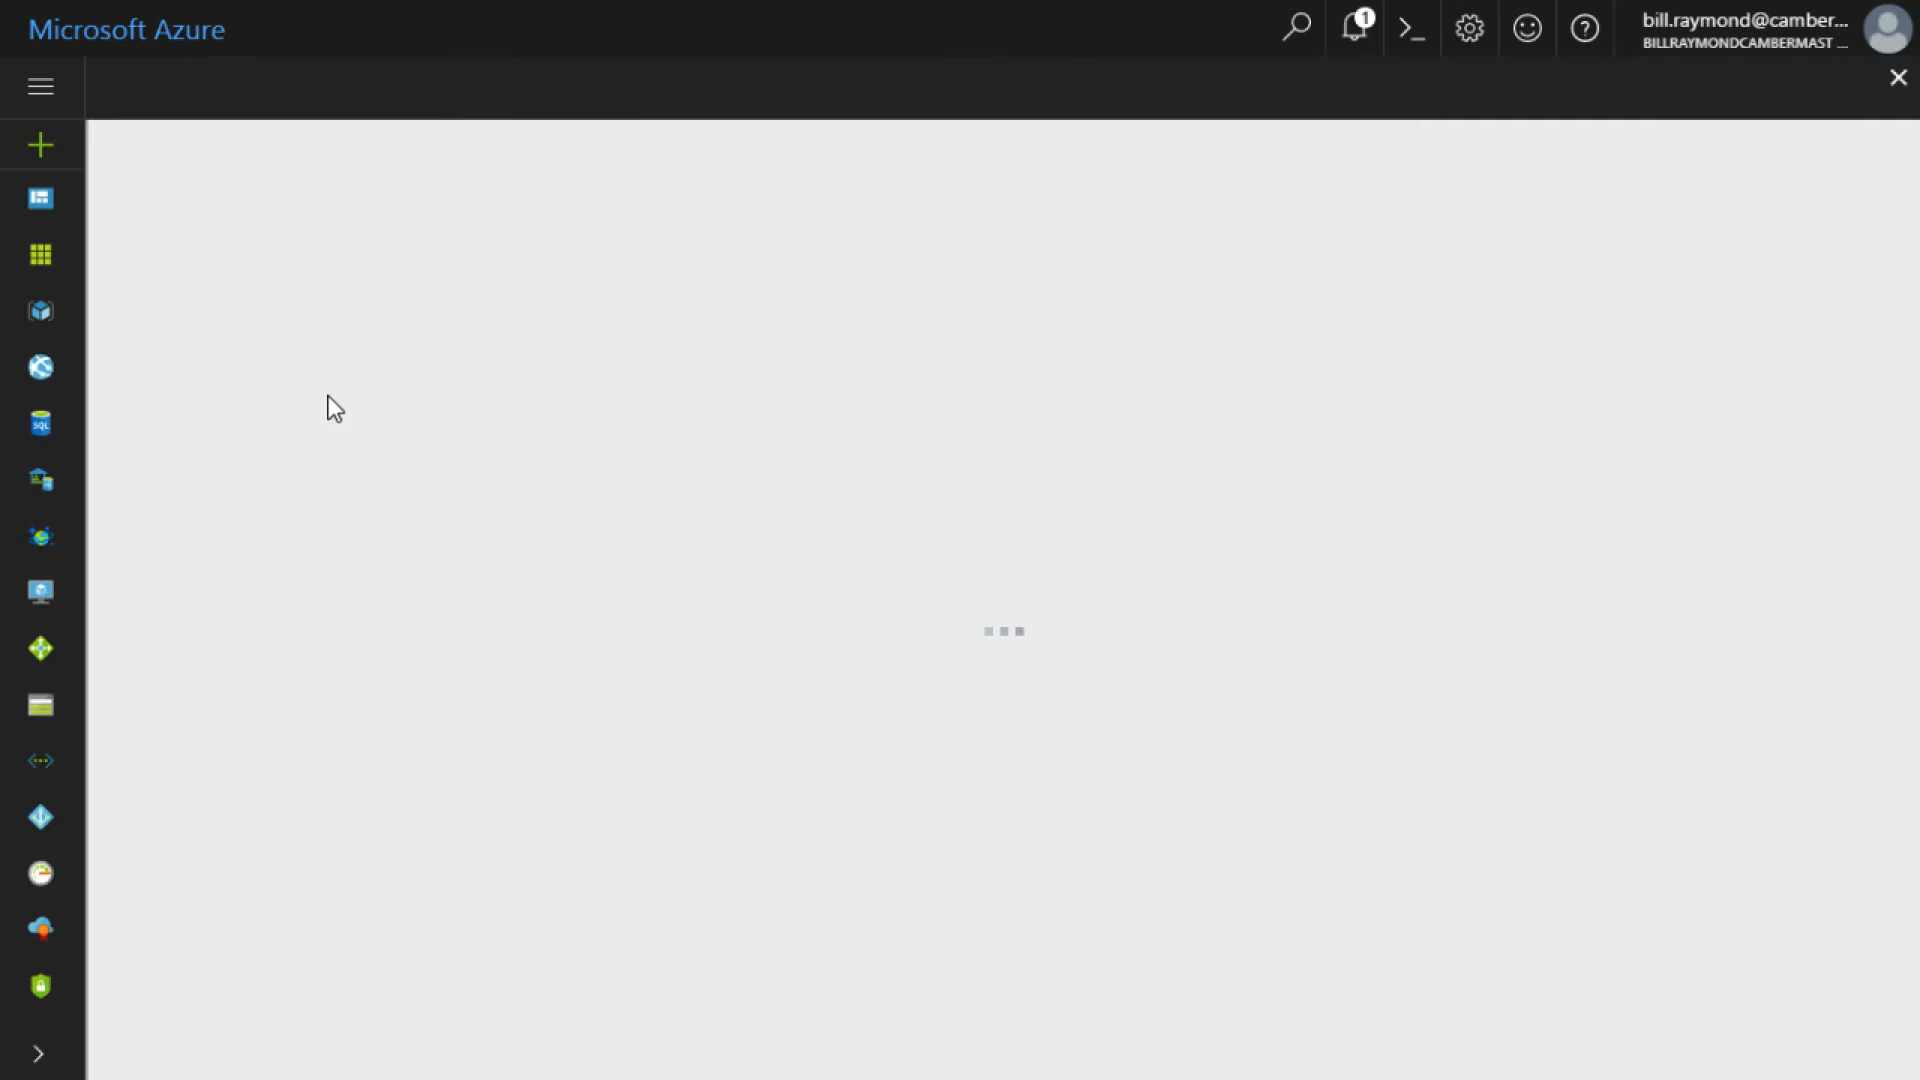 Microsoft Azure
1
bill.raymond@camber...
BILLRAYMONDCAMBERMAST ...
SQL